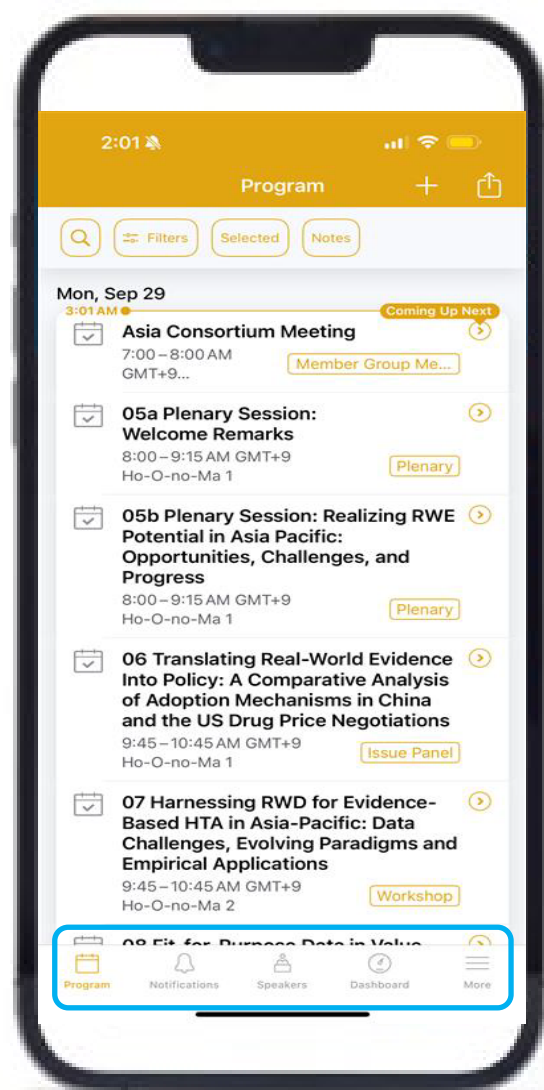 2:01
Program
Filters
Selected
Notes
Mon, Sep 29
3:01 AM
Coming Up Next
Asia Consortium Meeting
7:00 – 8:00 AM
GMT+9...
Member Group Me...
05a Plenary Session:
Welcome Remarks
8:00 – 9:15 AM GMT+9
Ho-O-no-Ma 1
Plenary
05b Plenary Session: Realizing RWE
Potential in Asia Pacific:
Opportunities, Challenges, and
Progress
8:00 – 9:15 AM GMT+9
Ho-O-no-Ma 1
Plenary
06 Translating Real-World Evidence
Into Policy: A Comparative Analysis
of Adoption Mechanisms in China
and the US Drug Price Negotiations
9:45 – 10:45 AM GMT+9
Ho-O-no-Ma 1
Issue Panel
07 Harnessing RWD for Evidence-
Based HTA in Asia-Pacific: Data
Challenges, Evolving Paradigms and
Empirical Applications
9:45 – 10:45 AM GMT+9
Ho-O-no-Ma 2
Workshop
08 Fit-for-Purpose Data in Value
Program
Notifications
Speakers
Dashboard
More